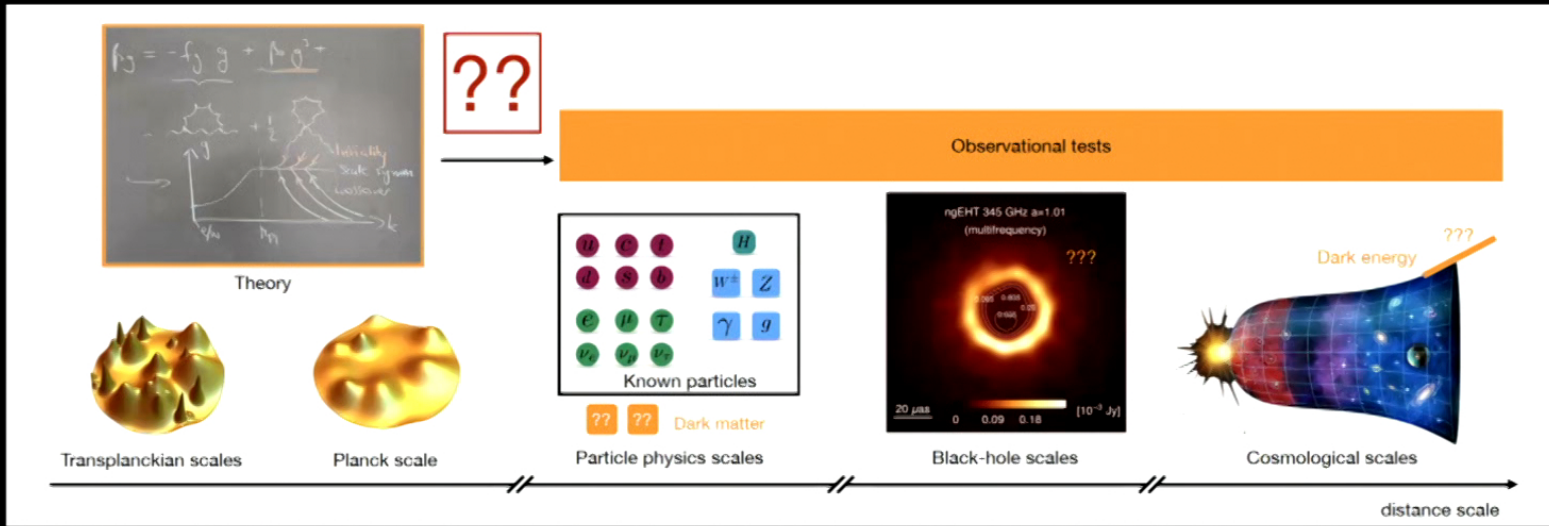 ??
Observational tests
Theory
u c t
d s b
e μ τ
νe νμ ντ
H
W± Z
γ g
Known particles
?? ?? Dark matter
ngEHT 345 GHz a=1.01
(multifrequency)
???
20 μas
0 0.09 0.18 [10⁻³ Jy]
???
Dark energy
Transplanckian scales
Planck scale
Particle physics scales
Black-hole scales
Cosmological scales
distance scale